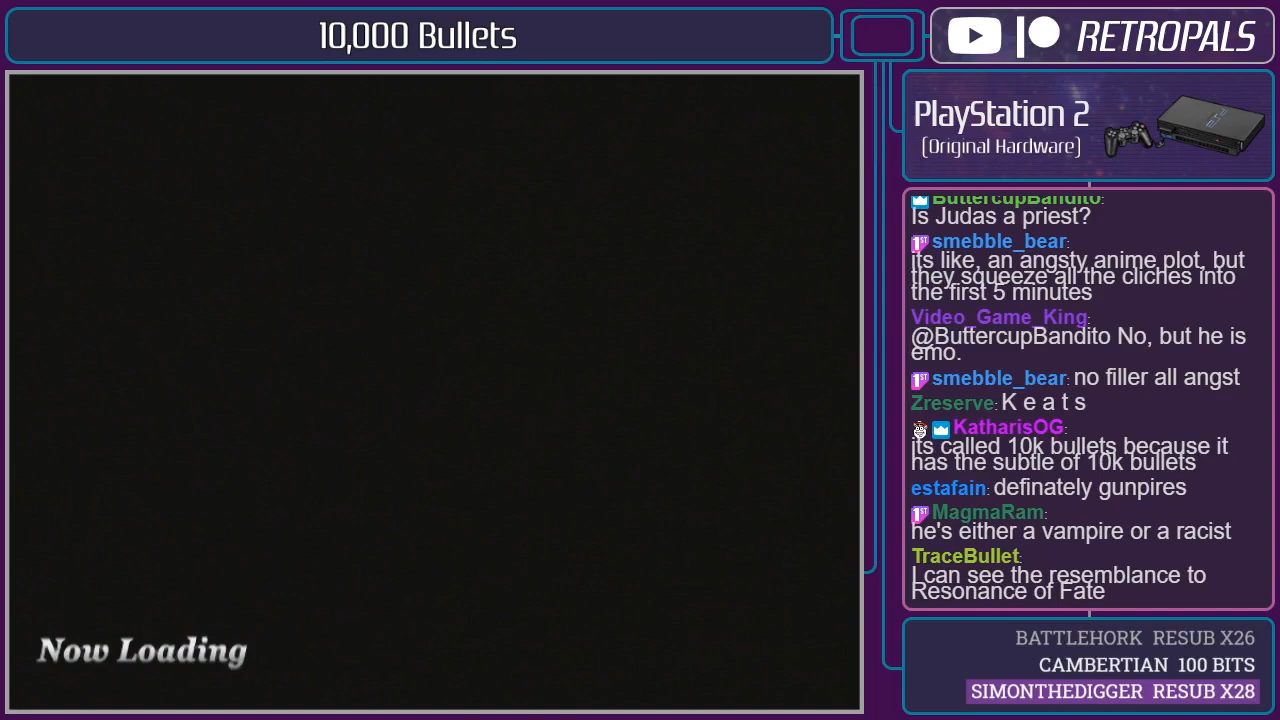 10,000 Bullets
RETROPALS
PlayStation 2
(Original Hardware)
ButtercupBandito:
Is Judas a priest?
1ST smebble_bear:
its like, an angsty anime plot, but
they squeeze all the cliches into
the first 5 minutes
Video_Game_King:
@ButtercupBandito No, but he is
emo.
1ST smebble_bear: no filler all angst
Zreserve: K e a t s
KatharisOG:
its called 10k bullets because it
has the subtle of 10k bullets
estafain: definately gunpires
1ST MagmaRam:
he's either a vampire or a racist
TraceBullet:
I can see the resemblance to
Resonance of Fate
Now Loading
BATTLEHORK RESUB X26
CAMBERTIAN 100 BITS
SIMONTHEDIGGER RESUB X28